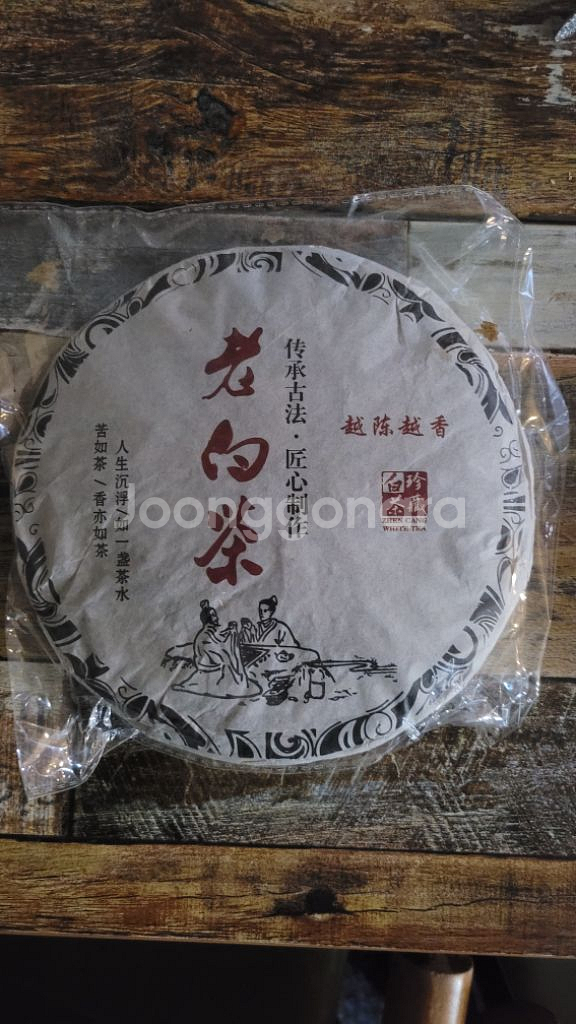 老白茶
传承古法·匠心制作
越陈越香
珍藏
白茶
ZHEN CANG
WHITE TEA
人生沉浮/如一盏茶水
苦如茶/香亦如茶
Joonggonara